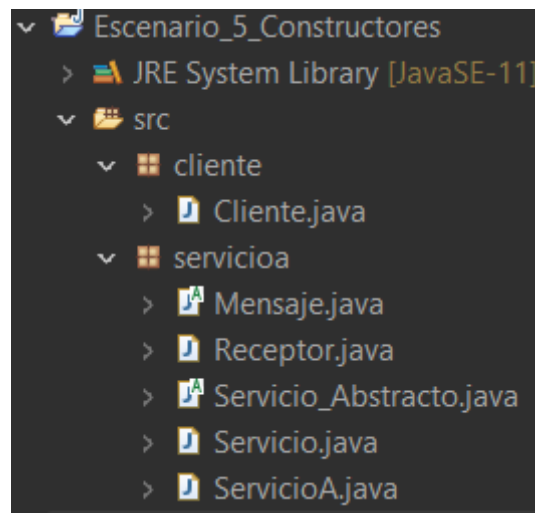 Escenario_5_Constructores
JRE System Library [JavaSE-11]
src
cliente
Cliente.java
servicioa
Mensaje.java
Receptor.java
Servicio_Abstracto.java
Servicio.java
ServicioA.java